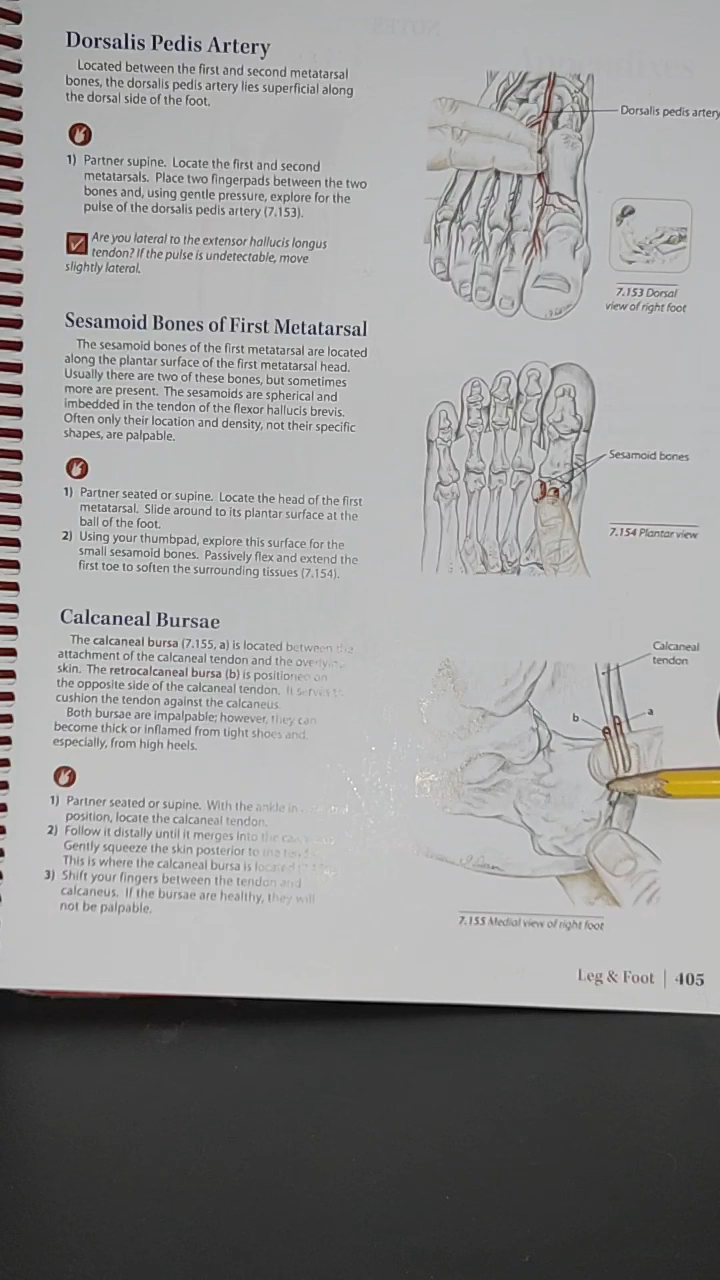 Dorsalis Pedis Artery
Located between the first and second metatarsal
bones, the dorsalis pedis artery lies superficial along
the dorsal side of the foot.
1) Partner supine. Locate the first and second
metatarsals. Place two fingerpads between the two
bones and, using gentle pressure, explore for the
pulse of the dorsalis pedis artery (7.153).
Are you lateral to the extensor hallucis longus
tendon? If the pulse is undetectable, move
slightly lateral.
Dorsalis pedis artery
7.153 Dorsal
view of right foot
Sesamoid Bones of First Metatarsal
The sesamoid bones of the first metatarsal are located
along the plantar surface of the first metatarsal head.
Usually there are two of these bones, but sometimes
more are present. The sesamoids are spherical and
imbedded in the tendon of the flexor hallucis brevis.
Often only their location and density, not their specific
shapes, are palpable.
1) Partner seated or supine. Locate the head of the first
metatarsal. Slide around to its plantar surface at the
ball of the foot.
2) Using your thumbpad, explore this surface for the
small sesamoid bones. Passively flex and extend the
first toe to soften the surrounding tissues (7.154).
Sesamoid bones
7.154 Plantar view
Calcaneal Bursae
The calcaneal bursa (7.155, a) is located between the
attachment of the calcaneal tendon and the overlying
skin. The retrocalcaneal bursa (b) is positioned on
the opposite side of the calcaneal tendon. It serves to
cushion the tendon against the calcaneus.
Both bursae are impalpable; however, they can
become thick or inflamed from tight shoes and,
especially, from high heels.
1) Partner seated or supine. With the ankle in
position, locate the calcaneal tendon.
2) Follow it distally until it merges into the
Gently squeeze the skin posterior to the
This is where the calcaneal bursa is located
3) Shift your fingers between the tendon and
calcaneus. If the bursae are healthy, they will
not be palpable.
Calcaneal
tendon
b
a
7.155 Medial view of right foot
Leg & Foot | 405